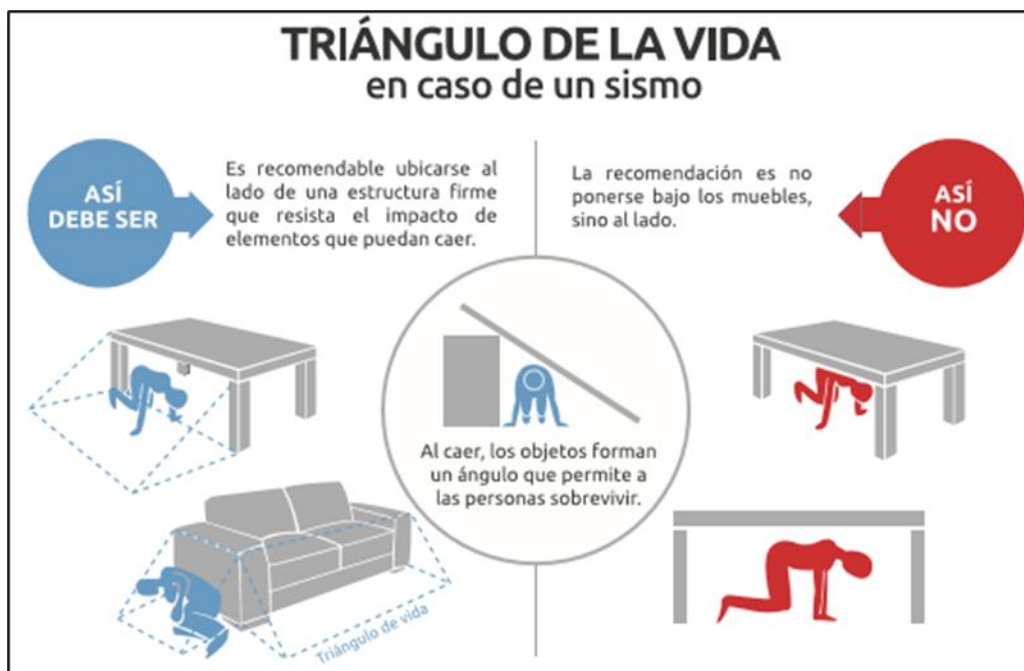 TRIÁNGULO DE LA VIDA
en caso de un sismo
ASÍ
DEBE SER
Es recomendable ubicarse al
lado de una estructura firme
que resista el impacto de
elementos que puedan caer.
La recomendación es no
ponerse bajo los muebles,
sino al lado.
ASÍ
NO
Al caer, los objetos forman
un ángulo que permite a
las personas sobrevivir.
Triángulo de vida